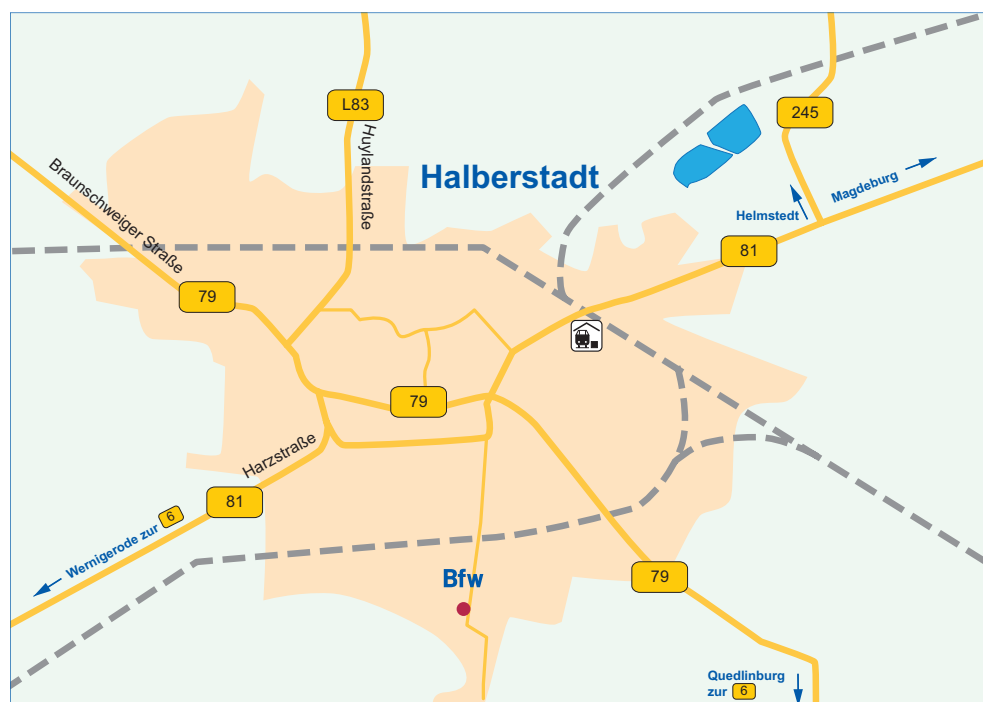 L83
245
Huylandstraße
Braunschweiger Straße
Halberstadt
Magdeburg
Helmstedt
81
79
79
Harzstraße
81
Wernigerode zur 6
Bfw
79
Quedlinburg
zur 6